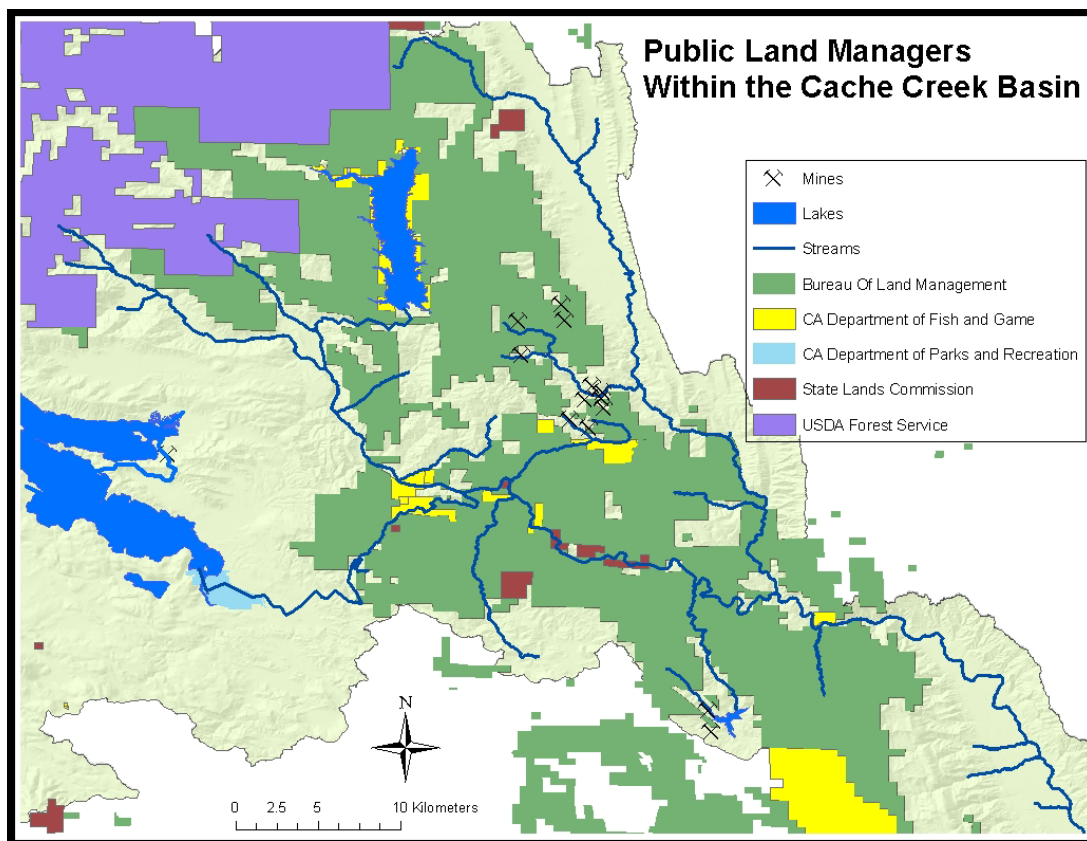 Public Land Managers
Within the Cache Creek Basin
Mines
Lakes
Streams
Bureau Of Land Management
CA Department of Fish and Game
CA Department of Parks and Recreation
State Lands Commission
USDA Forest Service
N
0 2.5 5 10 Kilometers